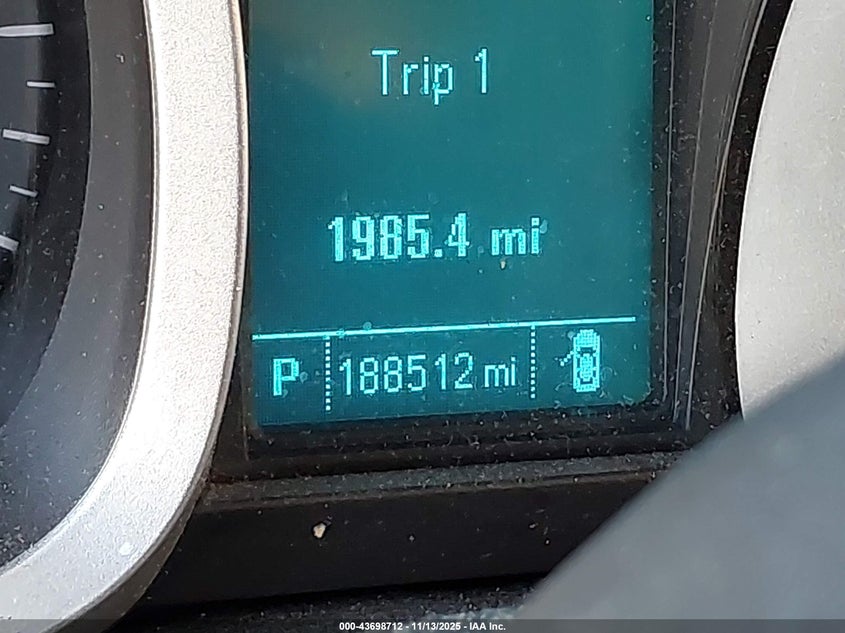 Trip 1
1985.4 mi
P 188512 mi
000-43698712 - 11/13/2025 - IAA Inc.